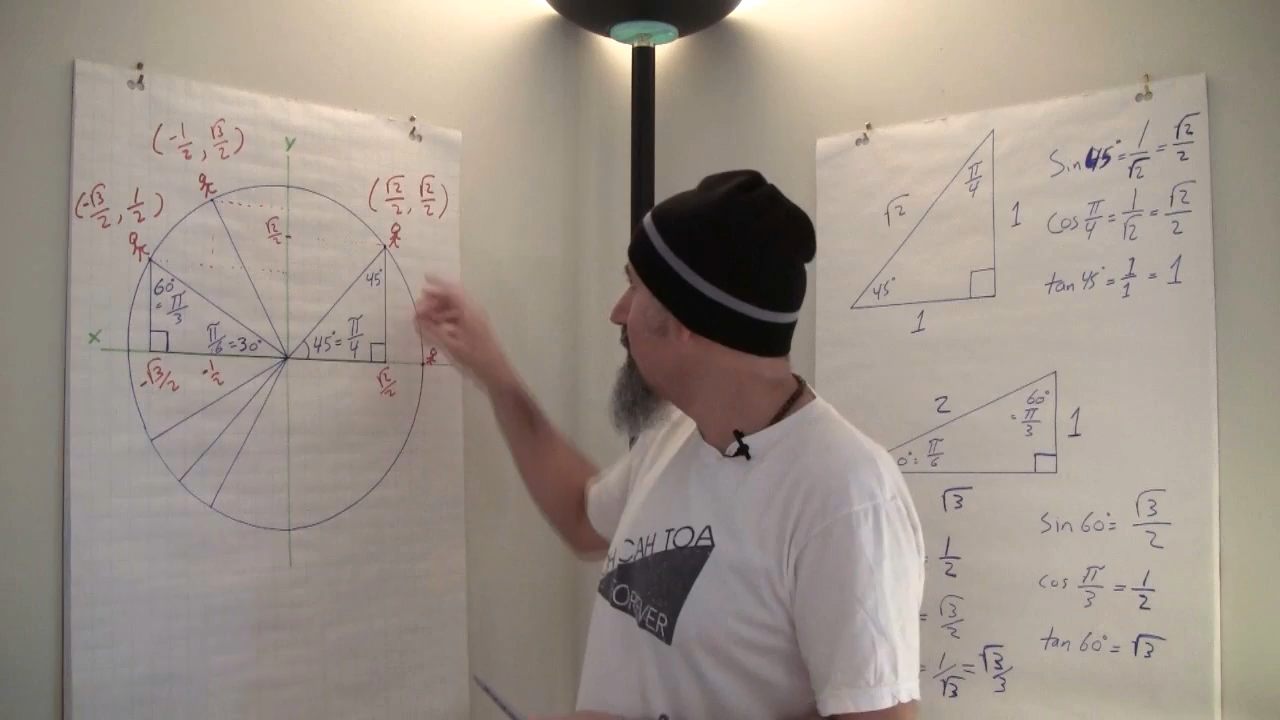 (-1/2, √3/2)
y
(-√3/2, 1/2)
(√2/2, √2/2)
√2/2
60°
= π/3
45°
x
π/6 = 30°
45° = π/4
-√3/2
-1/2
√2/2
π/4
√2
1
45°
1
Sin 45° = 1/√2 = √2/2
cos π/4 = 1/√2 = √2/2
tan 45° = 1/1 = 1
2
60°
= π/3
1
0° = π/6
√3
= 1/2
= √3/2
= 1/√3 = √3/3
Sin 60° = √3/2
cos π/3 = 1/2
tan 60° = √3
CAH TOA
FOREVER